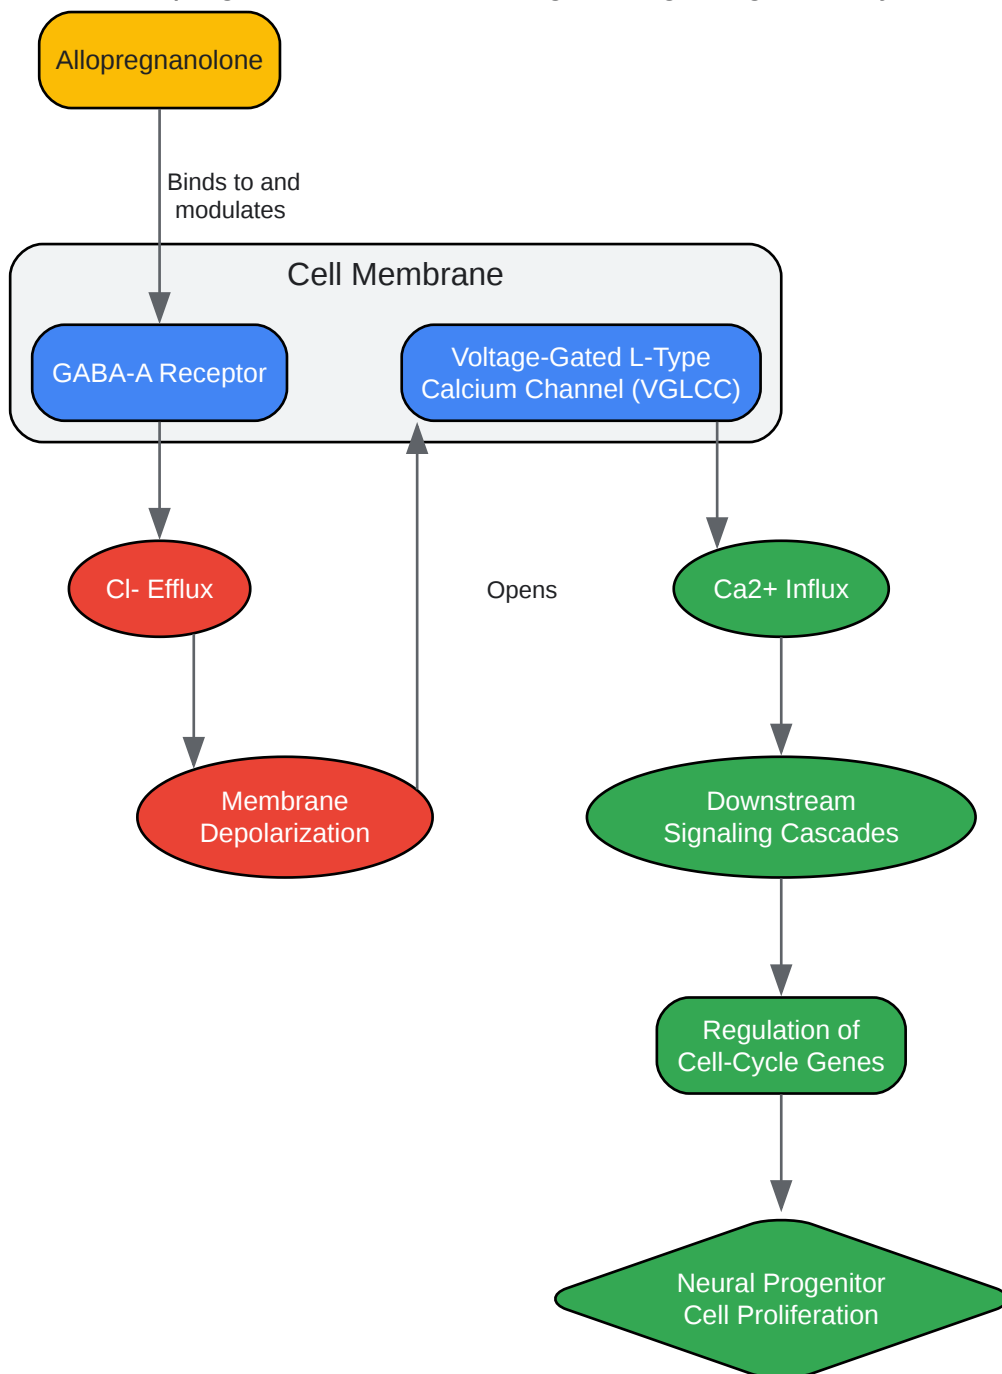 Allopregnanolone
Binds to and
modulates
Cell Membrane
GABA-A Receptor
Voltage-Gated L-Type
Calcium Channel (VGLCC)
Cl- Efflux
Opens
Ca2+ Influx
Membrane
Depolarization
Downstream
Signaling Cascades
Regulation of
Cell-Cycle Genes
Neural Progenitor
Cell Proliferation